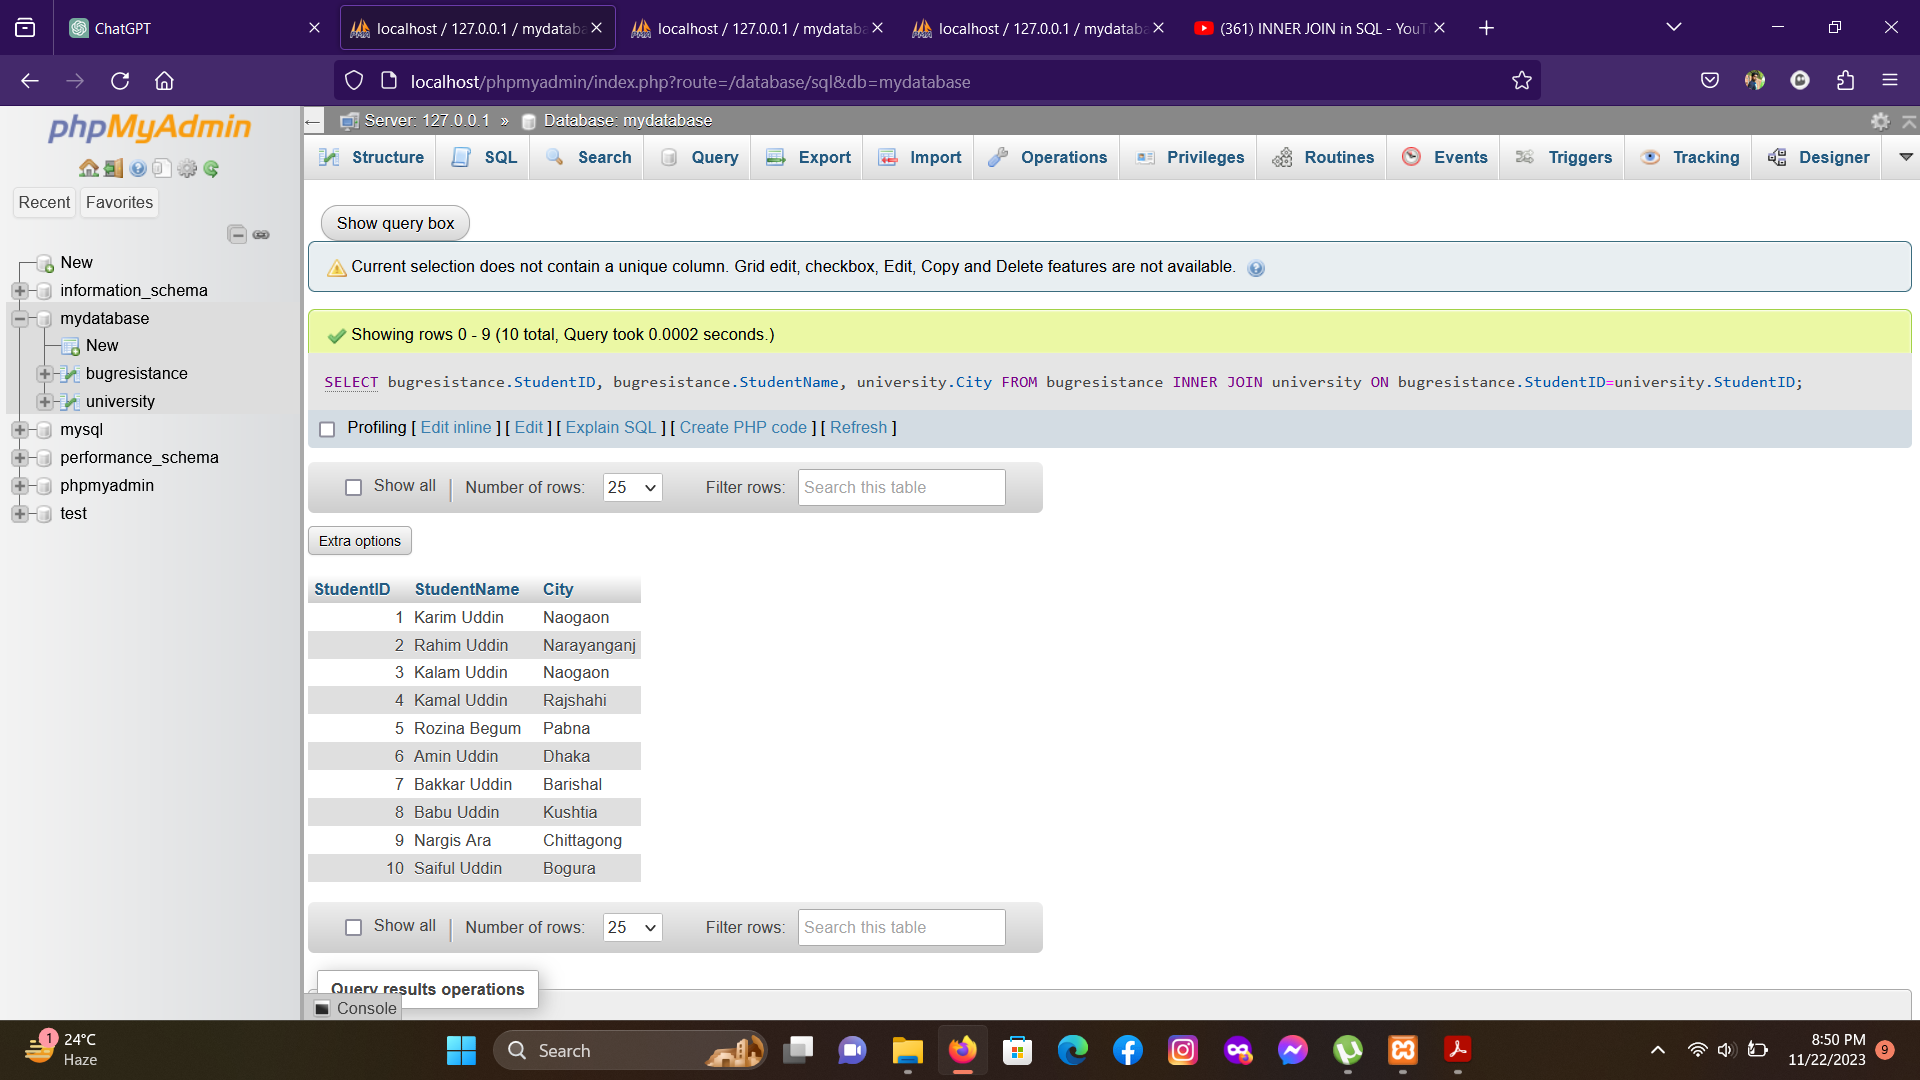 ChatGPT
localhost / 127.0.0.1 / mydataba
localhost / 127.0.0.1 / mydataba
localhost / 127.0.0.1 / mydataba
(361) INNER JOIN in SQL - YouT
localhost/phpmyadmin/index.php?route=/database/sql&db=mydatabase
phpMyAdmin
Recent Favorites
New
information_schema
mydatabase
New
bugresistance
university
mysql
performance_schema
phpmyadmin
test
Server: 127.0.0.1 » Database: mydatabase
Structure SQL Search Query Export Import Operations Privileges Routines Events Triggers Tracking Designer
Show query box
Current selection does not contain a unique column. Grid edit, checkbox, Edit, Copy and Delete features are not available.
Showing rows 0 - 9 (10 total, Query took 0.0002 seconds.)
SELECT bugresistance.StudentID, bugresistance.StudentName, university.City FROM bugresistance INNER JOIN university ON bugresistance.StudentID=university.StudentID;
Profiling [ Edit inline ] [ Edit ] [ Explain SQL ] [ Create PHP code ] [ Refresh ]
Show all | Number of rows: 25 Filter rows: Search this table
Extra options
StudentID StudentName City
1 Karim Uddin Naogaon
2 Rahim Uddin Narayanganj
3 Kalam Uddin Naogaon
4 Kamal Uddin Rajshahi
5 Rozina Begum Pabna
6 Amin Uddin Dhaka
7 Bakkar Uddin Barishal
8 Babu Uddin Kushtia
9 Nargis Ara Chittagong
10 Saiful Uddin Bogura
Show all | Number of rows: 25 Filter rows: Search this table
Query results operations
Console
1 24°C
Haze
Search
8:50 PM
11/22/2023
9